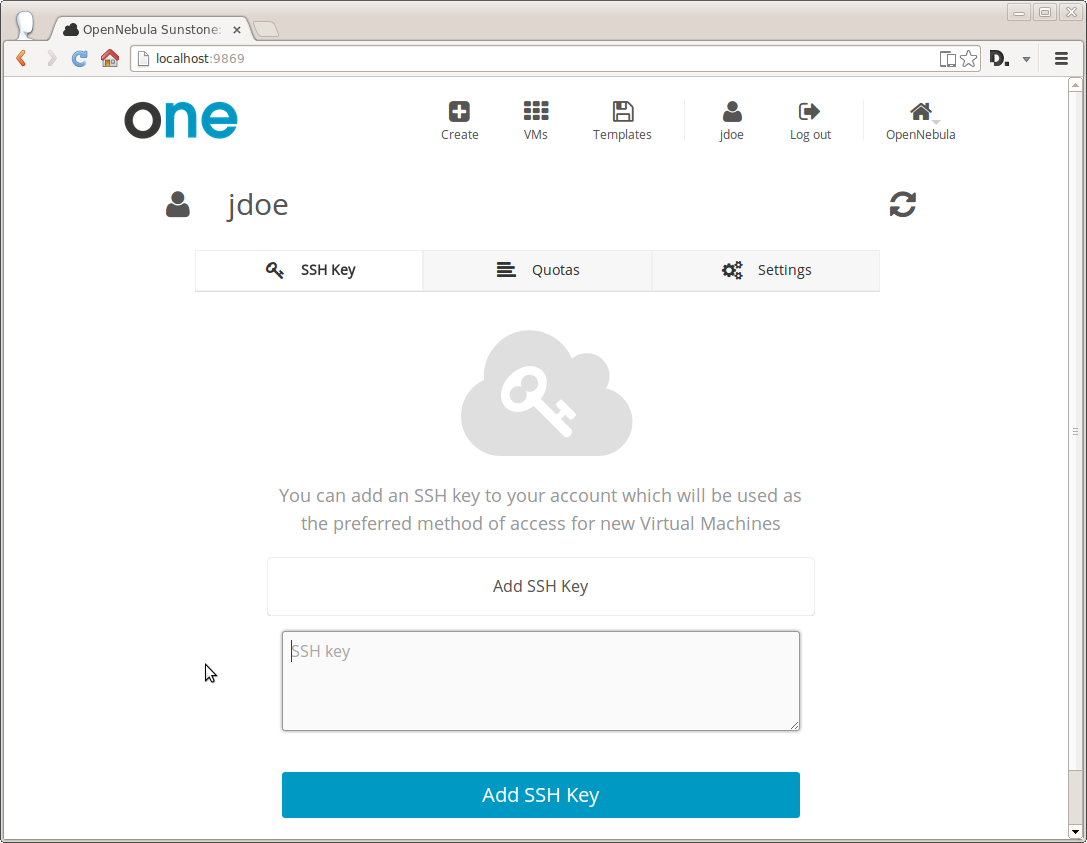 OpenNebula Sunstone:
localhost:9869
D.
one
Create
VMs
Templates
jdoe
Log out
OpenNebula
jdoe
SSH Key
Quotas
Settings
You can add an SSH key to your account which will be used as
the preferred method of access for new Virtual Machines
Add SSH Key
SSH key
Add SSH Key